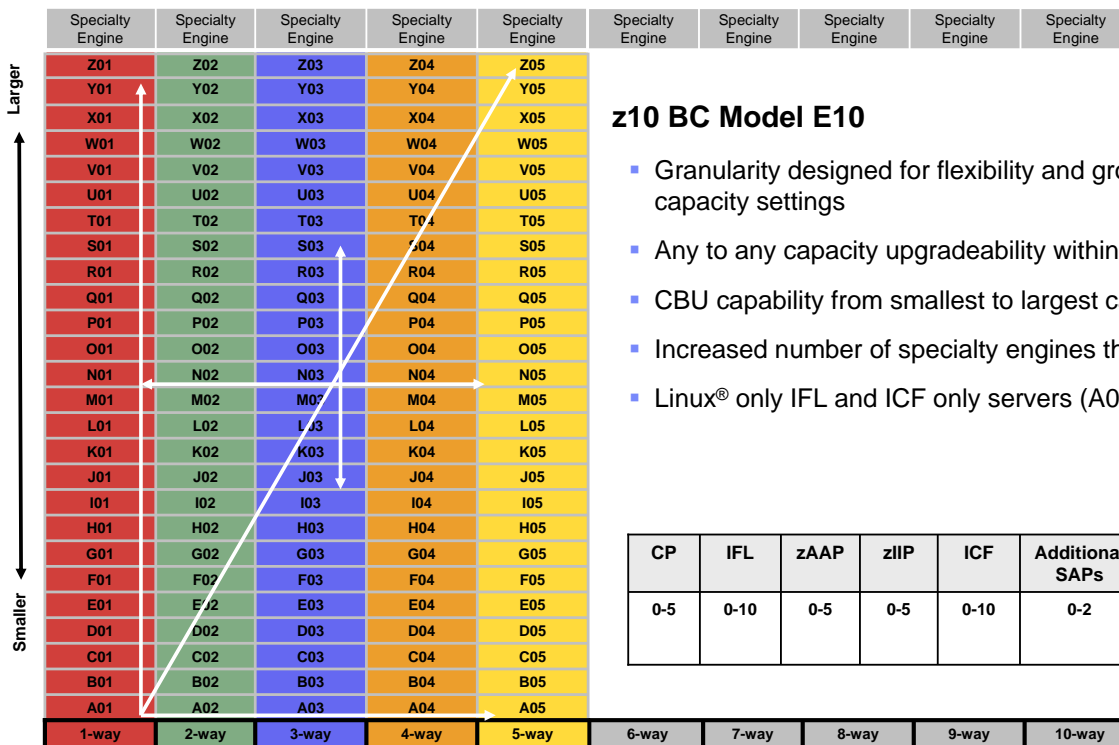 Specialty Engine Specialty Engine Specialty Engine Specialty Engine Specialty Engine Specialty Engine Specialty Engine Specialty Engine Specialty Engine Specialty Engine
Larger
Smaller
Z01 Z02 Z03 Z04 Z05
Y01 Y02 Y03 Y04 Y05
X01 X02 X03 X04 X05
W01 W02 W03 W04 W05
V01 V02 V03 V04 V05
U01 U02 U03 U04 U05
T01 T02 T03 T04 T05
S01 S02 S03 S04 S05
R01 R02 R03 R04 R05
Q01 Q02 Q03 Q04 Q05
P01 P02 P03 P04 P05
O01 O02 O03 O04 O05
N01 N02 N03 N04 N05
M01 M02 M03 M04 M05
L01 L02 L03 L04 L05
K01 K02 K03 K04 K05
J01 J02 J03 J04 J05
I01 I02 I03 I04 I05
H01 H02 H03 H04 H05
G01 G02 G03 G04 G05
F01 F02 F03 F04 F05
E01 E02 E03 E04 E05
D01 D02 D03 D04 D05
C01 C02 C03 C04 C05
B01 B02 B03 B04 B05
A01 A02 A03 A04 A05
1-way 2-way 3-way 4-way 5-way 6-way 7-way 8-way 9-way 10-way
z10 BC Model E10
Granularity designed for flexibility and gro
capacity settings
Any to any capacity upgradeability within
CBU capability from smallest to largest c
Increased number of specialty engines th
Linux® only IFL and ICF only servers (A0
CP IFL zAAP zIIP ICF Additiona
SAPs
0-5 0-10 0-5 0-5 0-10 0-2